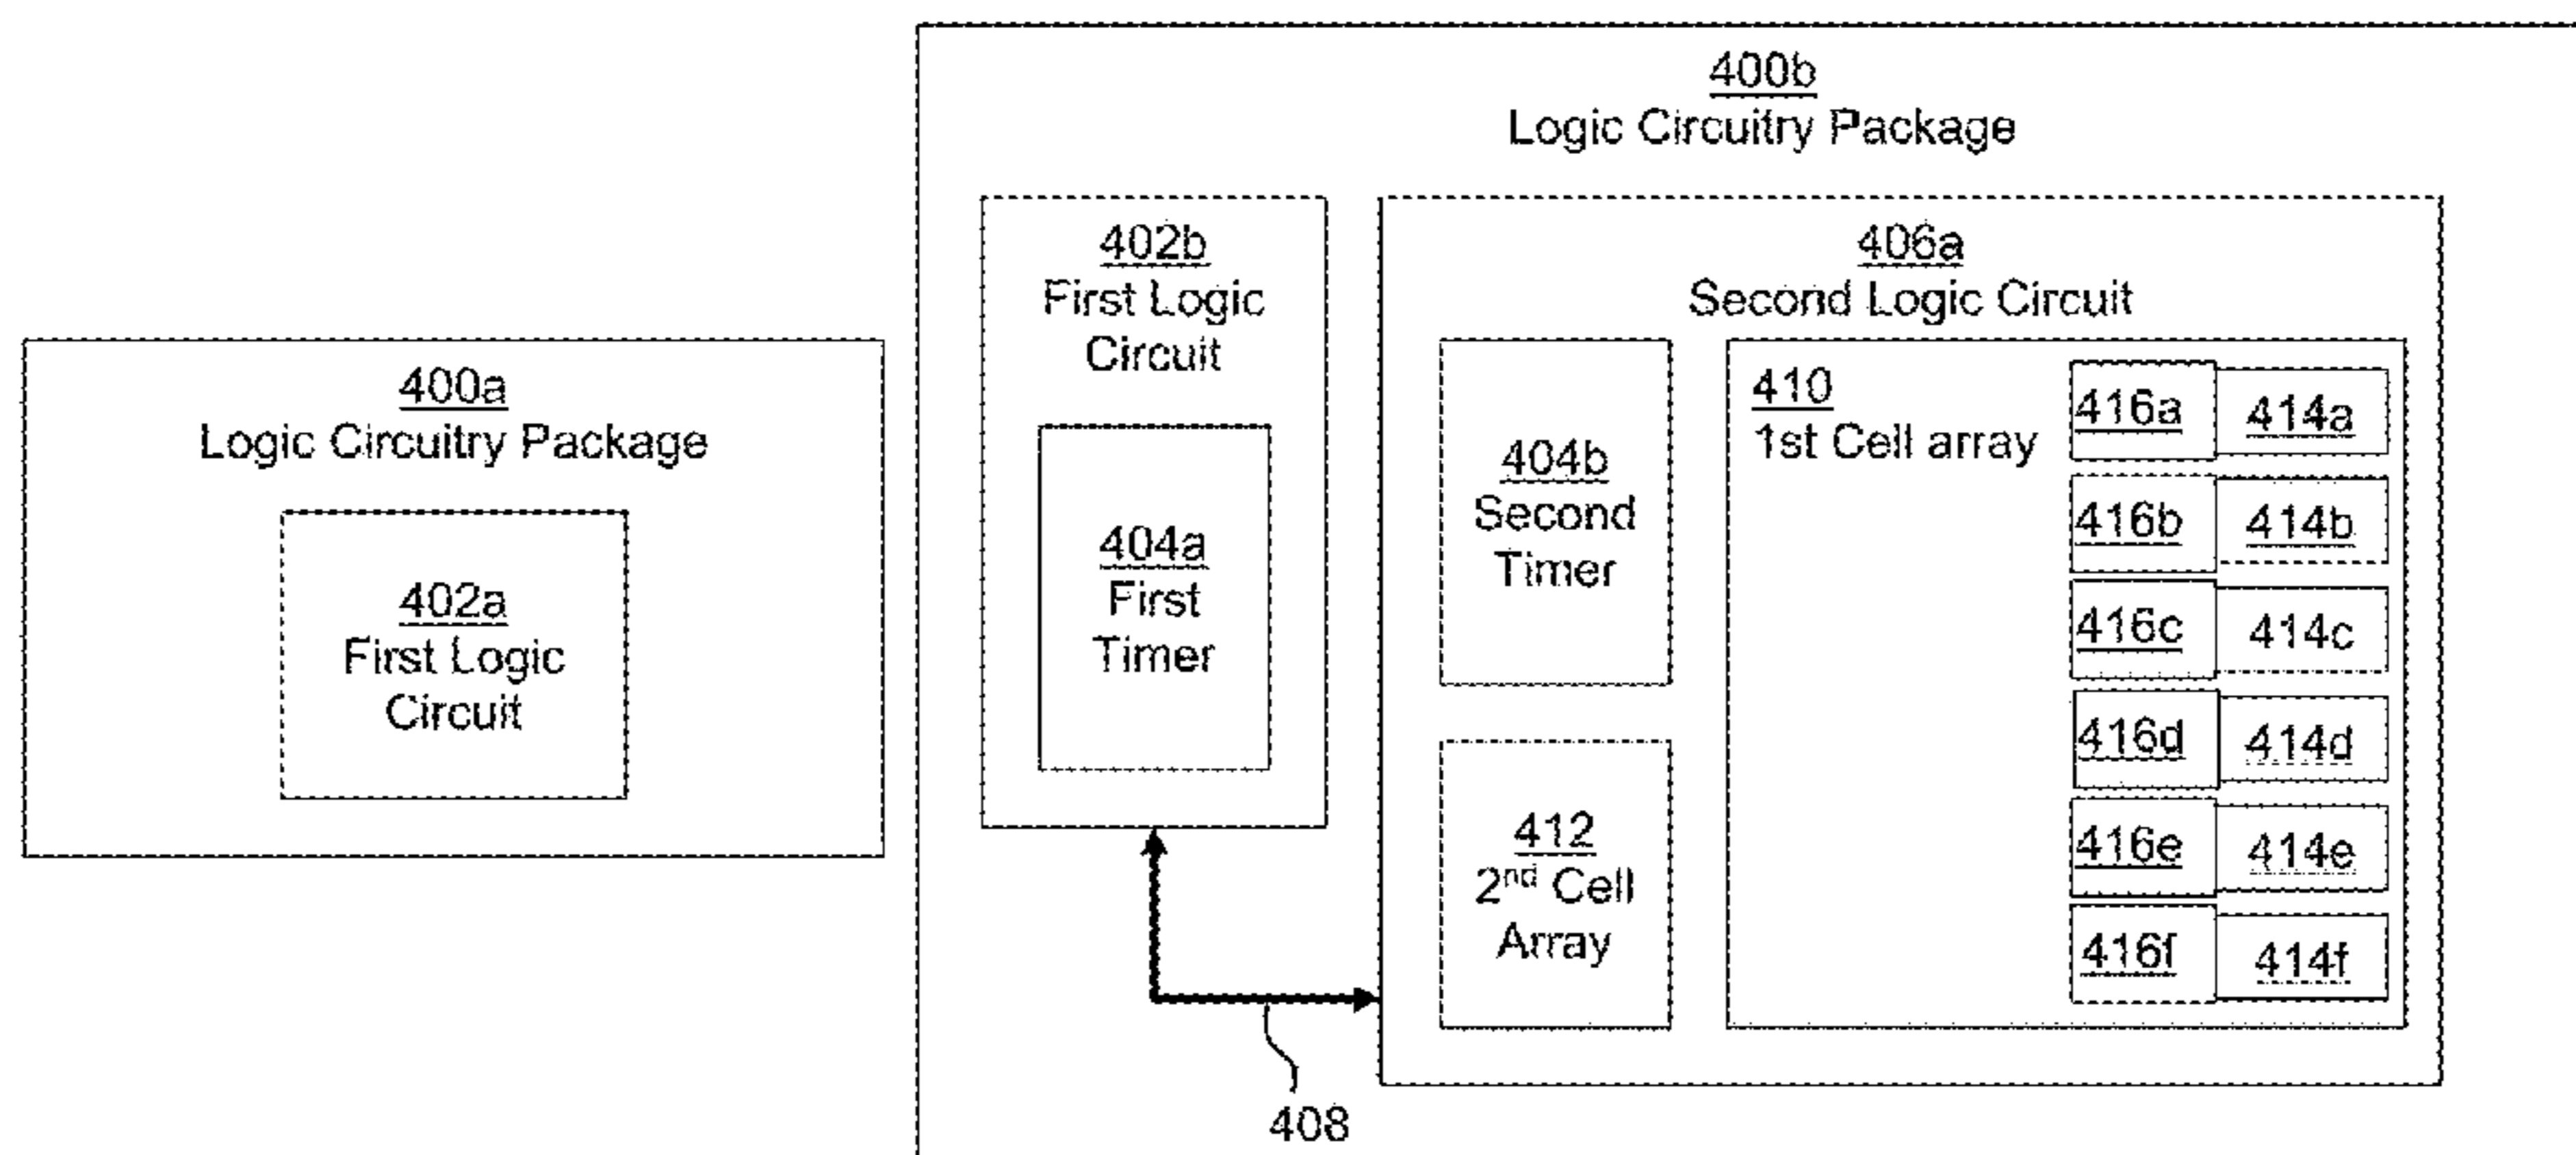 400a
Logic Circuitry Package
402a
First Logic
Circuit
400b
Logic Circuitry Package
402b
First Logic
Circuit
404a
First
Timer
408
406a
Second Logic Circuit
404b
Second
Timer
412
2nd Cell
Array
410
1st Cell array
416a 414a
416b 414b
416c 414c
416d 414d
416e 414e
416f 414f